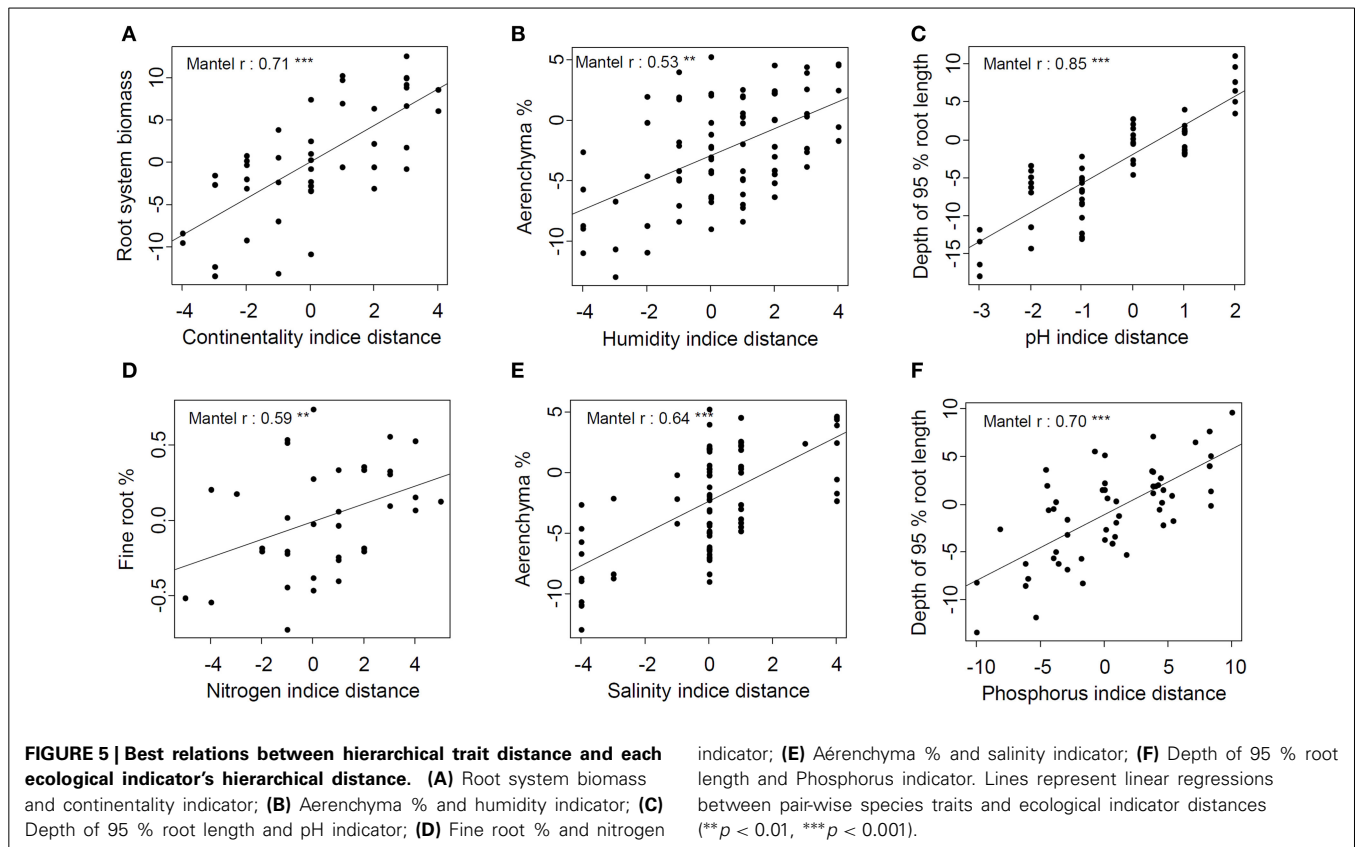 A
Mantel r : 0.71 ***
Root system biomass
10
5
0
-5
-10
-4 -2 0 2 4
Continentality indice distance
B
Mantel r : 0.53 **
Aerenchyma %
5
0
-5
-10
-4 -2 0 2 4
Humidity indice distance
C
Mantel r : 0.85 ***
Depth of 95 % root length
10
5
0
-5
-10
-15
-3 -2 -1 0 1 2
pH indice distance
D
Mantel r : 0.59 **
Fine root %
0.5
0.0
-0.5
-4 -2 0 2 4
Nitrogen indice distance
E
Mantel r : 0.64 ***
Aerenchyma %
5
0
-5
-10
-4 -2 0 2 4
Salinity indice distance
F
Mantel r : 0.70 ***
Depth of 95 % root length
10
5
0
-5
-10
-10 -5 0 5 10
Phosphorus indice distance
FIGURE 5 | Best relations between hierarchical trait distance and each
ecological indicator's hierarchical distance. (A) Root system biomass
and continentality indicator; (B) Aerenchyma % and humidity indicator; (C)
Depth of 95 % root length and pH indicator; (D) Fine root % and nitrogen
indicator; (E) Aérenchyma % and salinity indicator; (F) Depth of 95 % root
length and Phosphorus indicator. Lines represent linear regressions
between pair-wise species traits and ecological indicator distances
(**p < 0.01, ***p < 0.001).